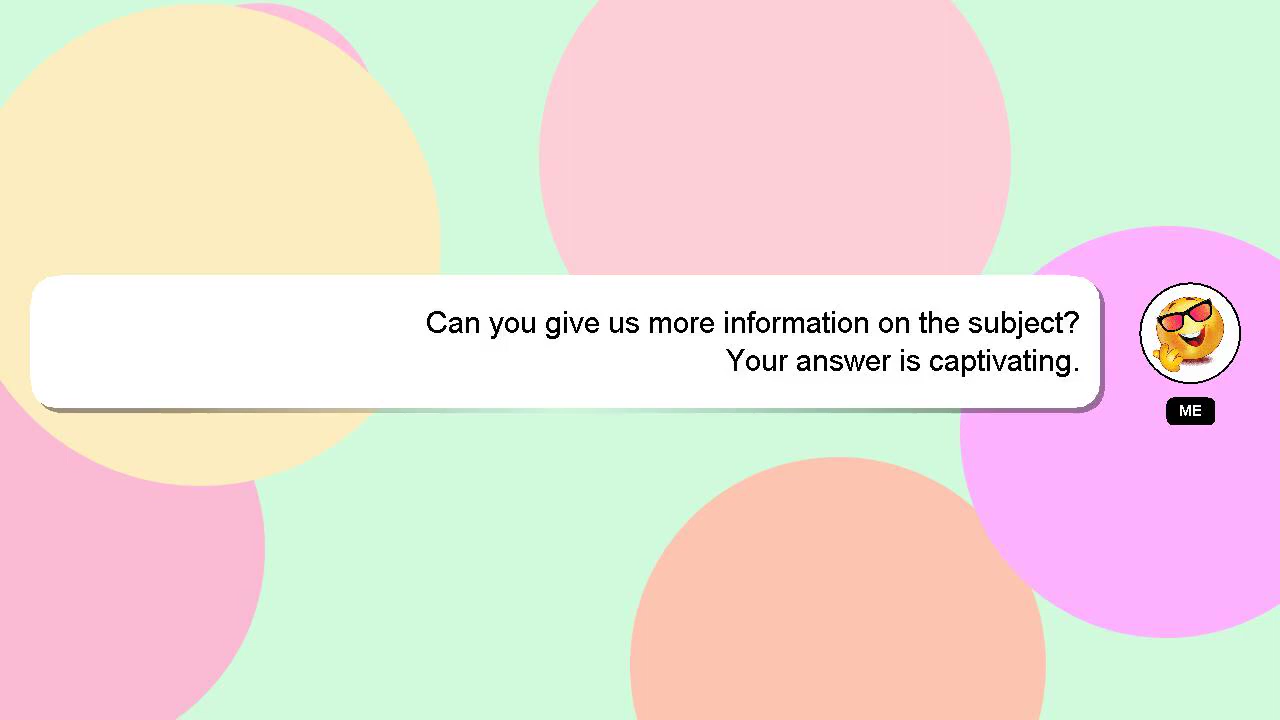 Can you give us more information on the subject?
Your answer is captivating.
ME